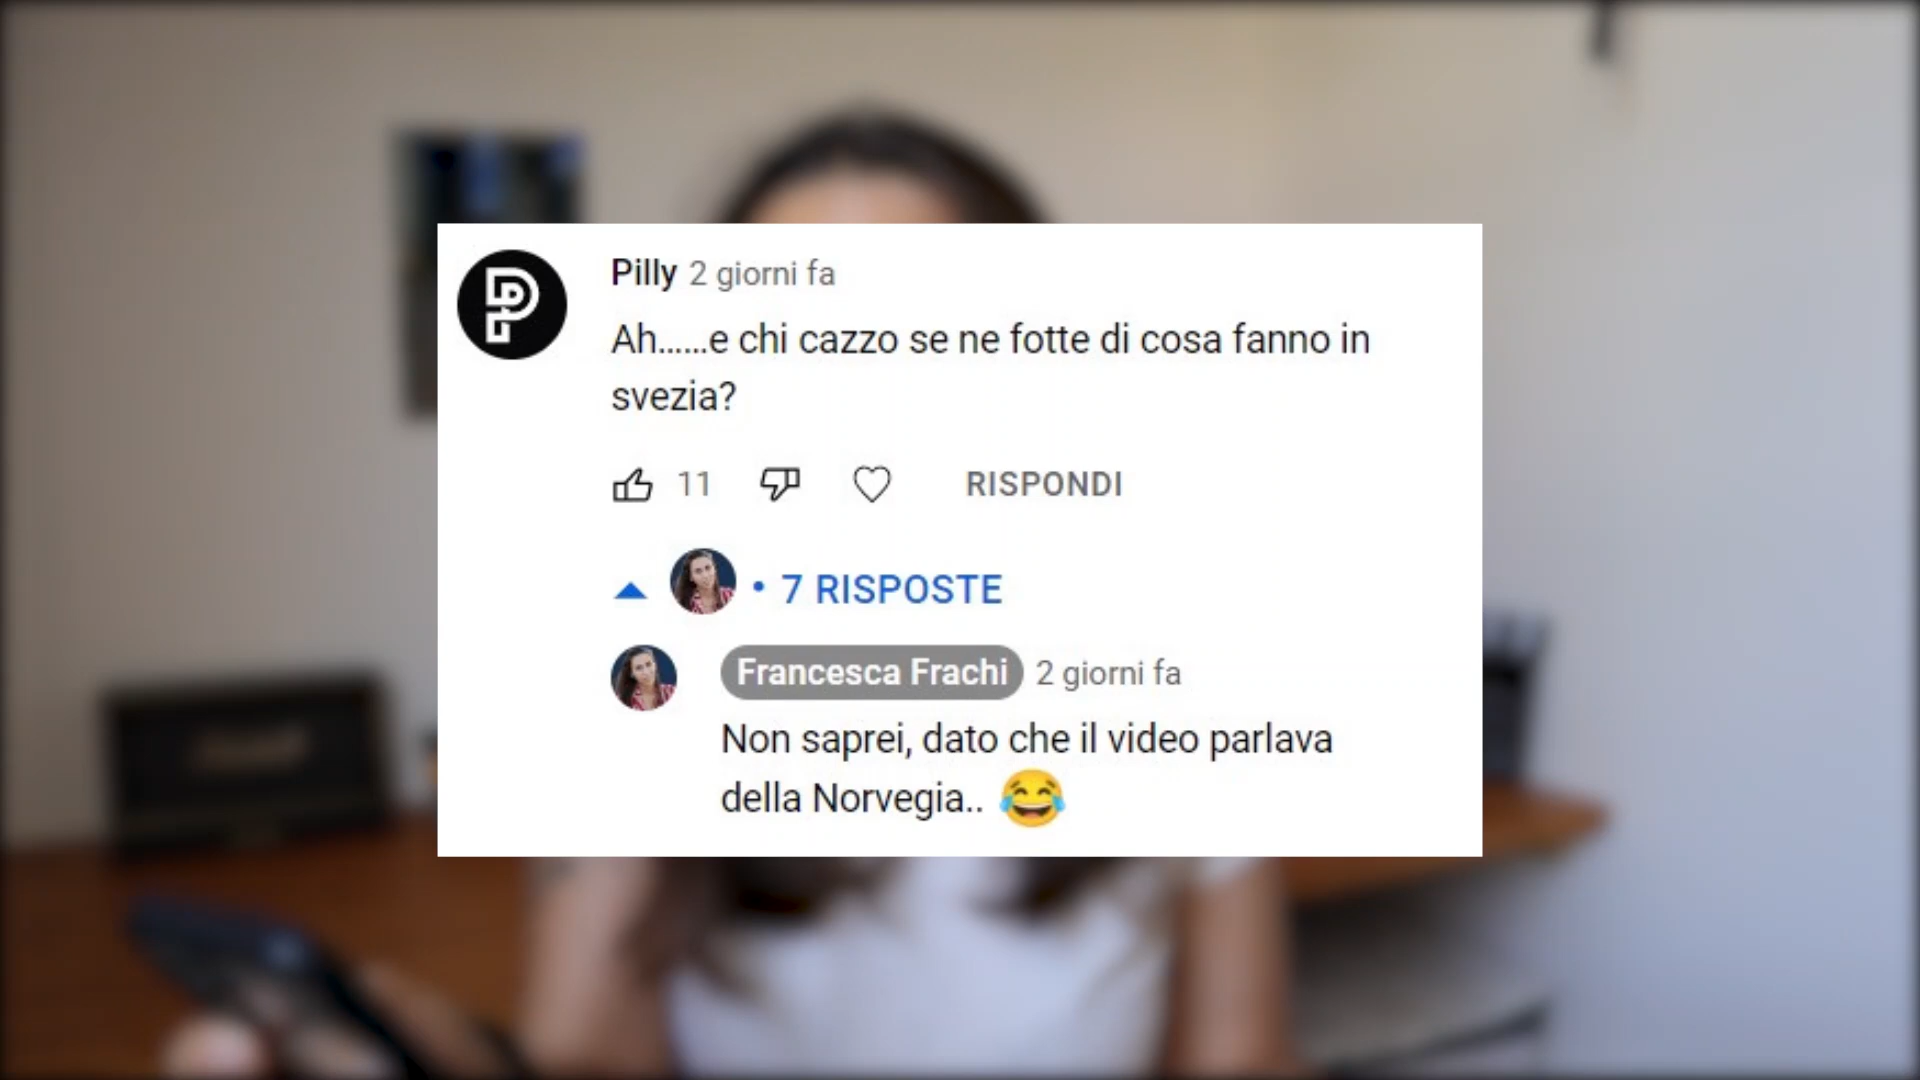 Pilly 2 giorni fa
Ah......e chi cazzo se ne fotte di cosa fanno in
svezia?
11 RISPONDI
• 7 RISPOSTE
Francesca Frachi 2 giorni fa
Non saprei, dato che il video parlava
della Norvegia.. 😂